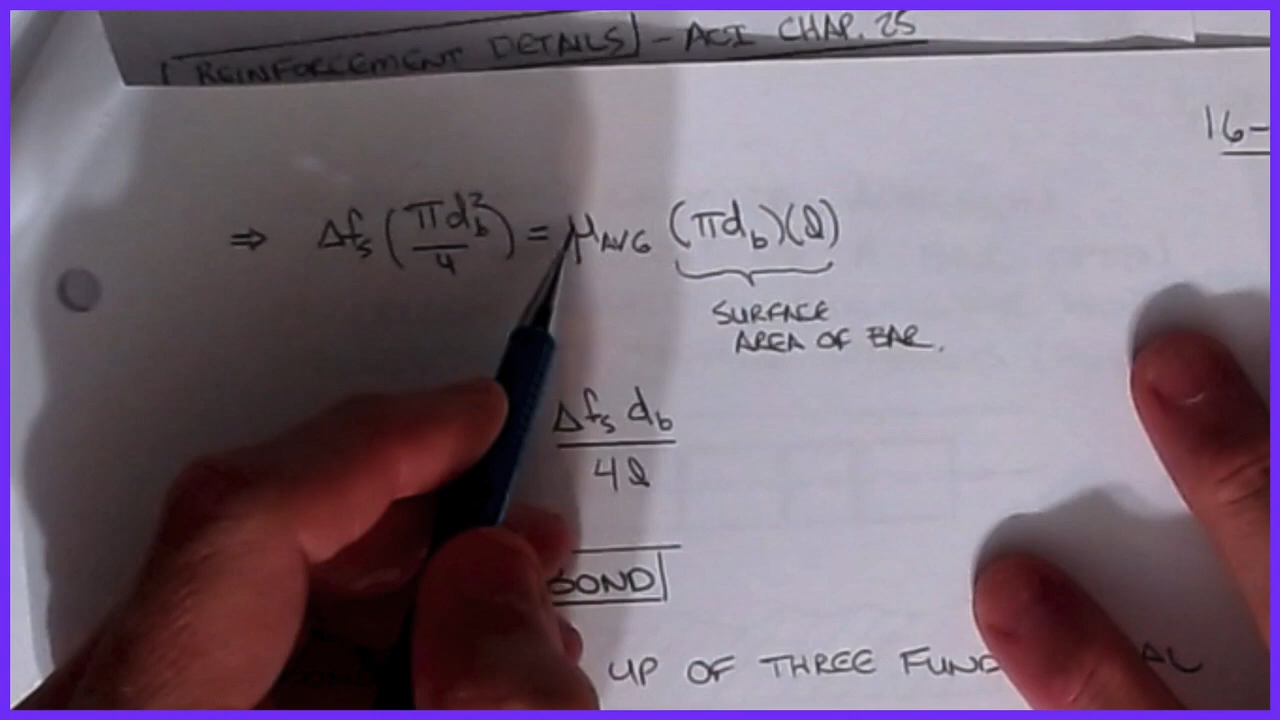 REINFORCEMENT DETAILS - ACI CHAP. 25
16-
⇒ Δfs (πdb²/4) = μAVG (πdb)(l)
SURFACE
AREA OF BAR.
Δfs db
4l
BOND
UP OF THREE